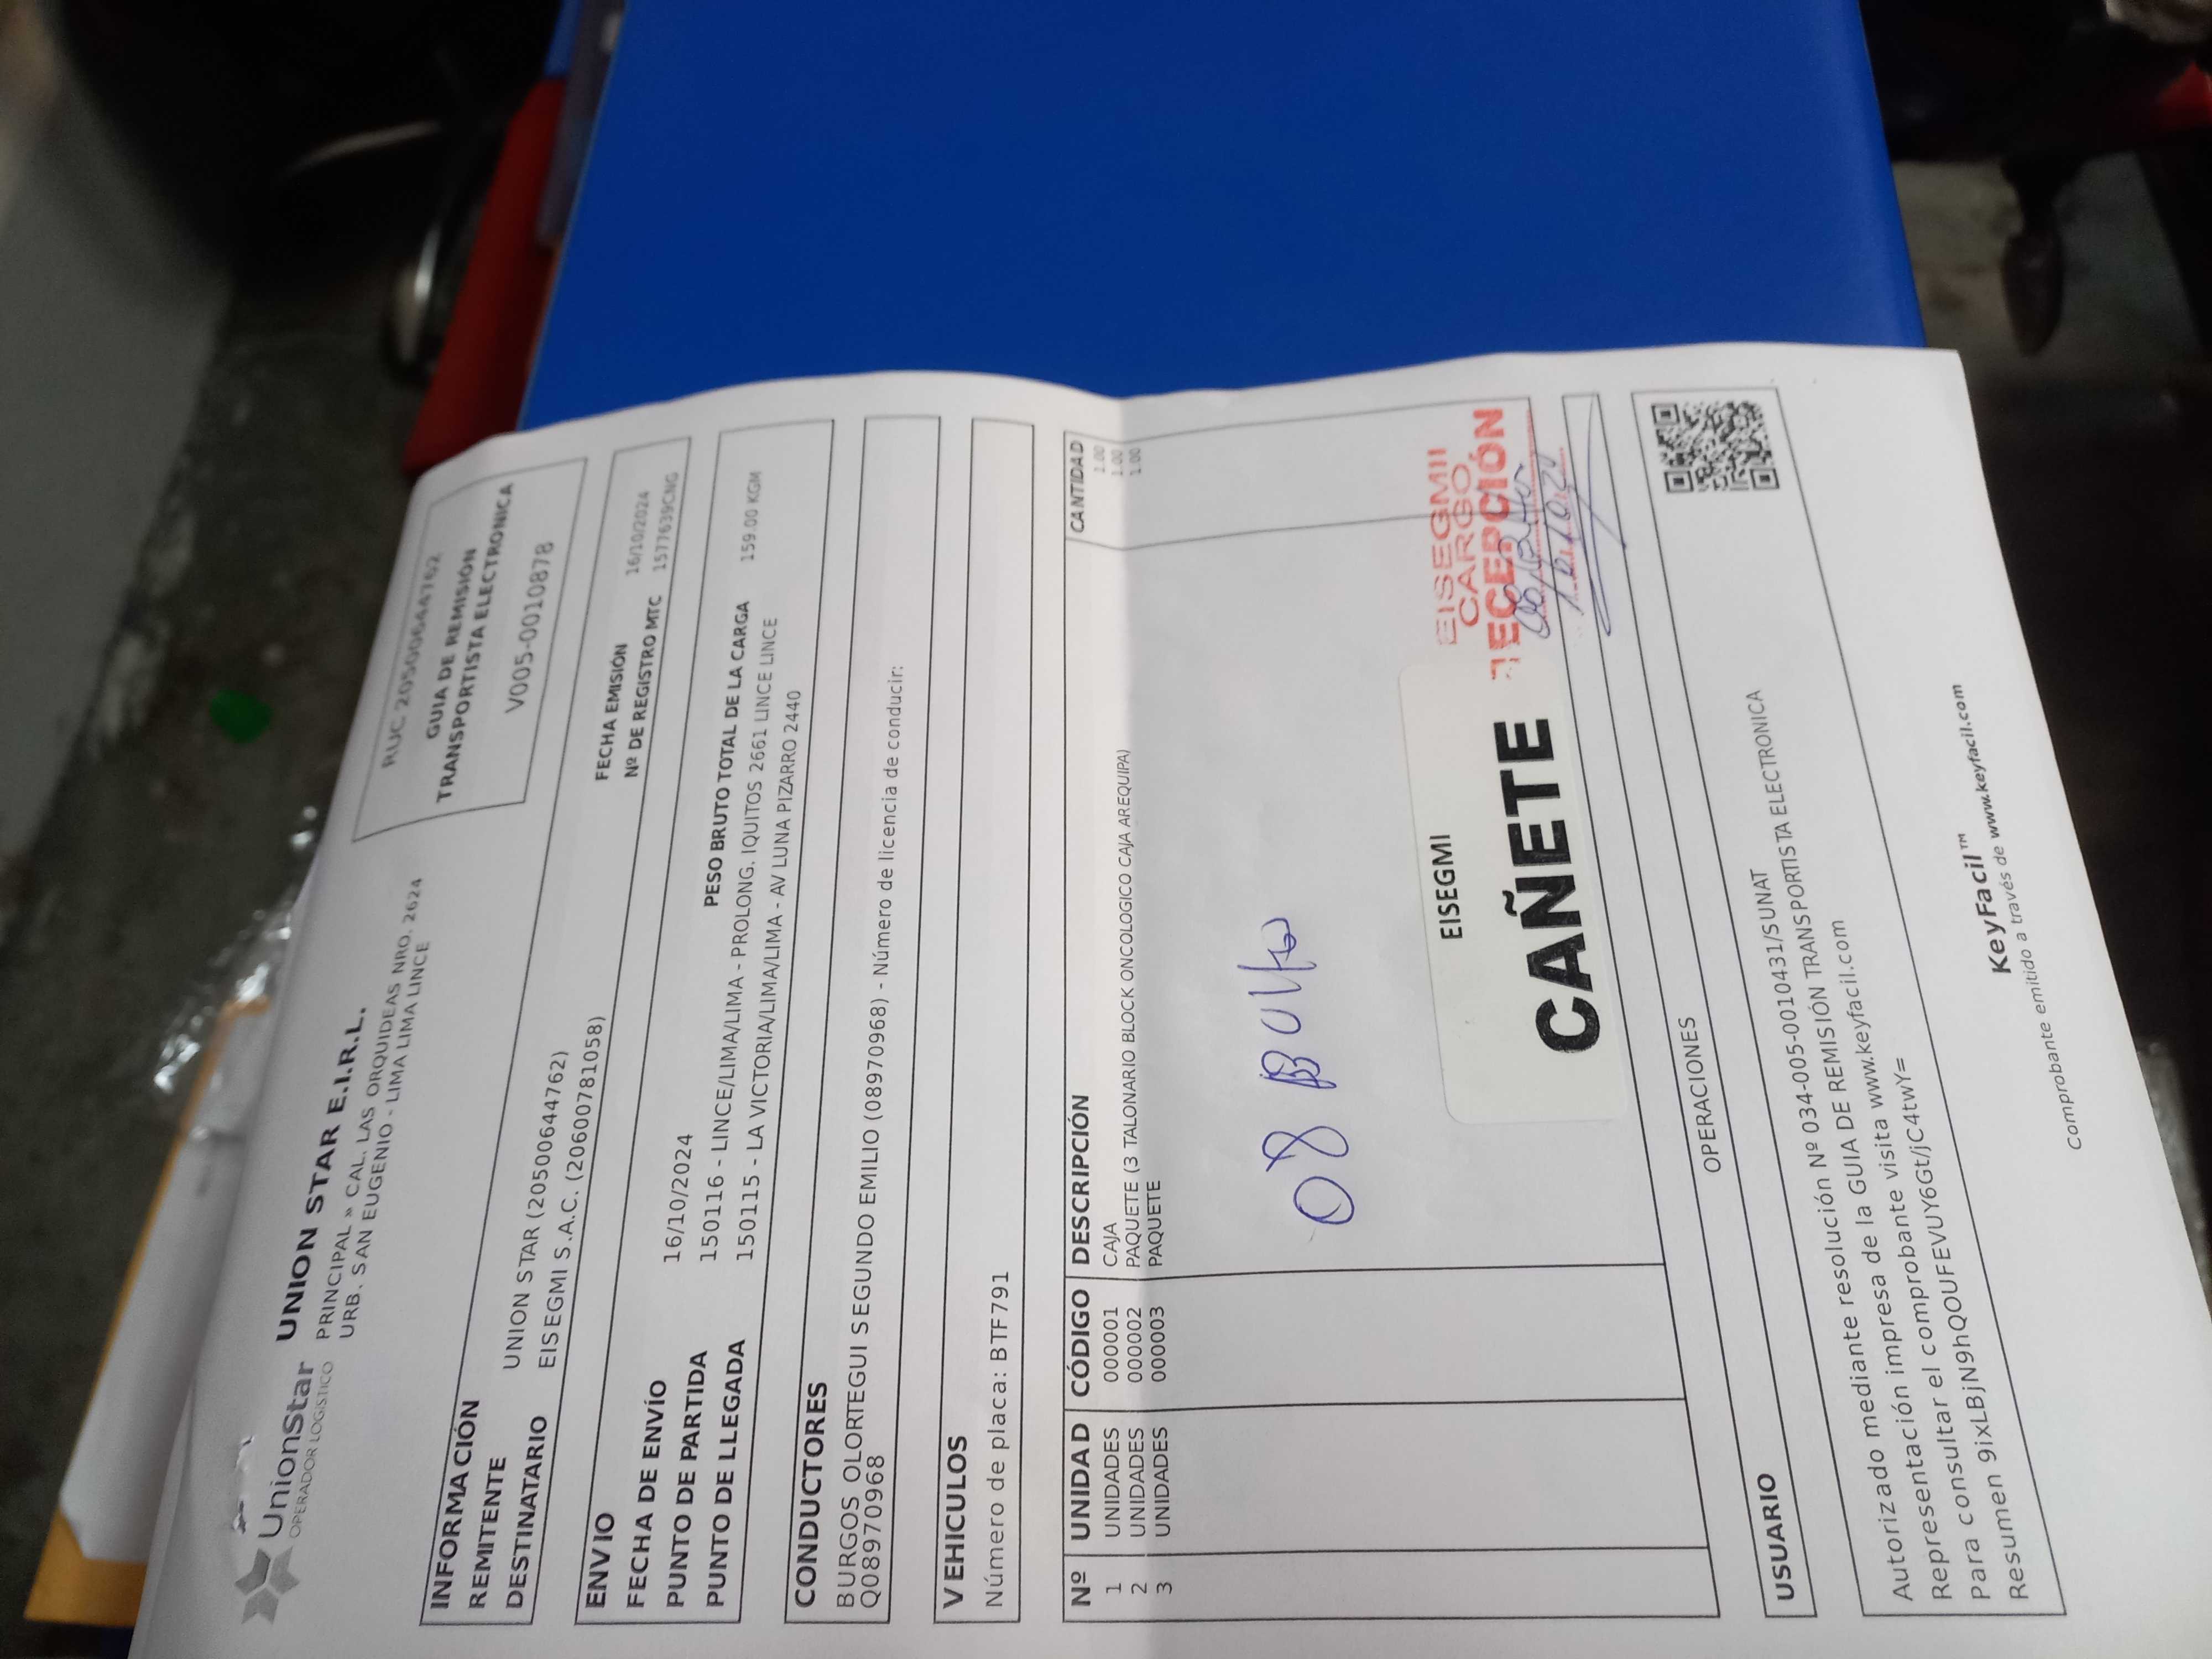 UnionStar
OPERADOR LOGISTICO
UNION STAR E.I.R.L.
PRINCIPAL » CAL. LAS ORQUIDEAS NRO. 2624
URB. SAN EUGENIO - LIMA LIMA LINCE
RUC 20500644762
GUIA DE REMISIÓN
TRANSPORTISTA ELECTRONICA
V005-0010878
INFORMACIÓN
REMITENTE UNION STAR (20500644762)
DESTINATARIO EISEGMI S.A.C. (20600781058)
FECHA EMISIÓN 16/10/2024
Nº DE REGISTRO MTC 1577639CNG
ENVIO
FECHA DE ENVÍO 16/10/2024
PESO BRUTO TOTAL DE LA CARGA 159.00 KGM
PUNTO DE PARTIDA 150116 - LINCE/LIMA/LIMA - PROLONG. IQUITOS 2661 LINCE LINCE
PUNTO DE LLEGADA 150115 - LA VICTORIA/LIMA/LIMA - AV LUNA PIZARRO 2440
CONDUCTORES
BURGOS OLORTEGUI SEGUNDO EMILIO (08970968) - Número de licencia de conducir:
Q08970968
VEHICULOS
Número de placa: BTF791
Nº UNIDAD CÓDIGO DESCRIPCIÓN CANTIDAD
1 UNIDADES 000001 CAJA 1.00
2 UNIDADES 000002 PAQUETE (3 TALONARIO BLOCK ONCOLOGICO CAJA AREQUIPA) 1.00
3 UNIDADES 000003 PAQUETE 1.00
08 Bultos
EISEGMI
CAÑETE
EISEGMI
CARGO
RECEPCIÓN
OPERACIONES
USUARIO
Autorizado mediante resolución Nº 034-005-0010431/SUNAT
Representación impresa de la GUIA DE REMISIÓN TRANSPORTISTA ELECTRONICA
Para consultar el comprobante visita www.keyfacil.com
Resumen 9ixLBjN9hQOUFEVUY6Gt/JC4twY=
KeyFacil™
Comprobante emitido a través de www.keyfacil.com